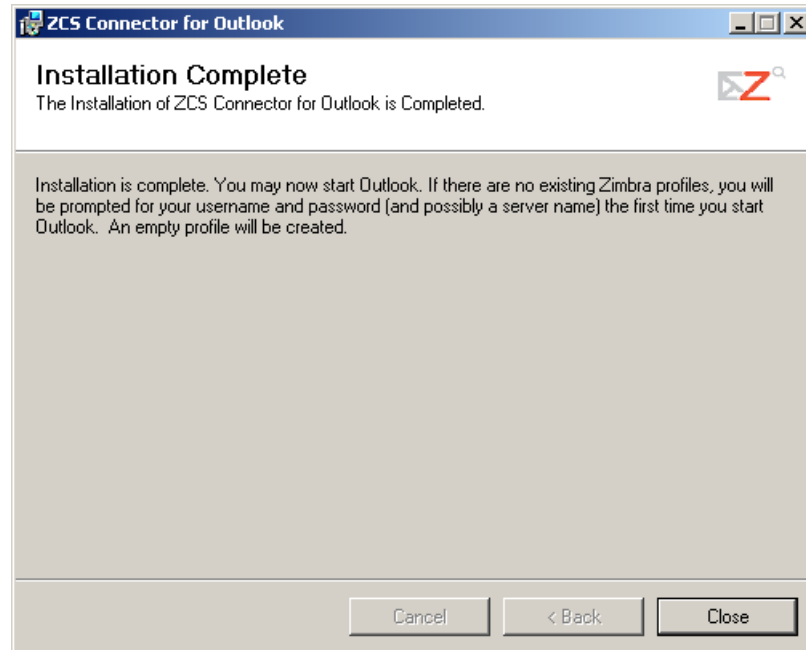 ZCS Connector for Outlook
Installation Complete
The Installation of ZCS Connector for Outlook is Completed.
Z
Installation is complete. You may now start Outlook. If there are no existing Zimbra profiles, you will
be prompted for your username and password (and possibly a server name) the first time you start
Outlook. An empty profile will be created.
Cancel
< Back
Close